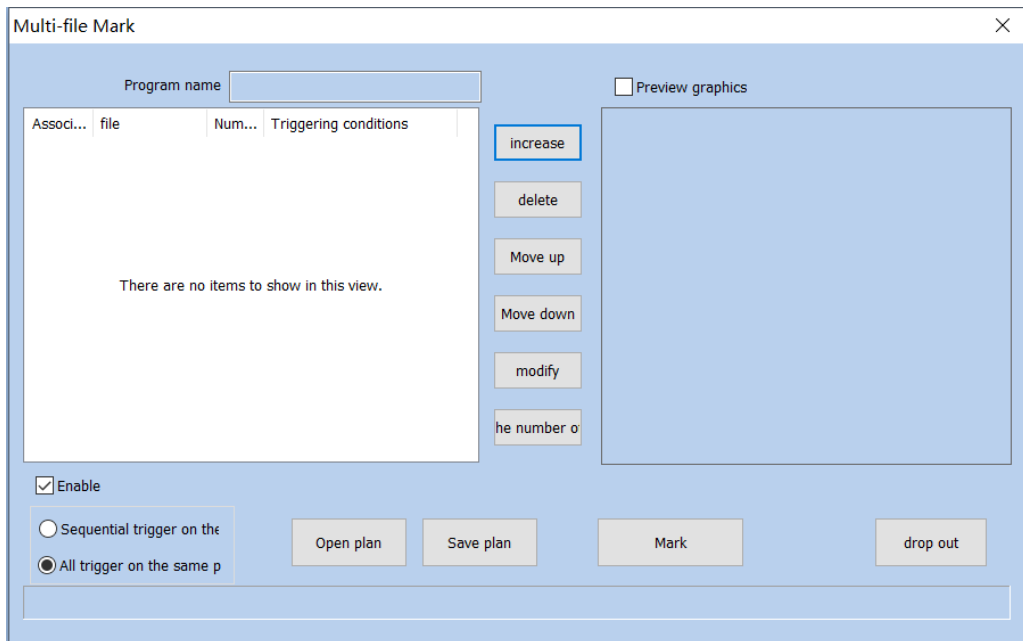 Multi-file Mark
Program name
Preview graphics
Associ... file Num... Triggering conditions
increase
delete
There are no items to show in this view.
Move up
Move down
modify
he number o
Enable
Sequential trigger on the
All trigger on the same p
Open plan
Save plan
Mark
drop out